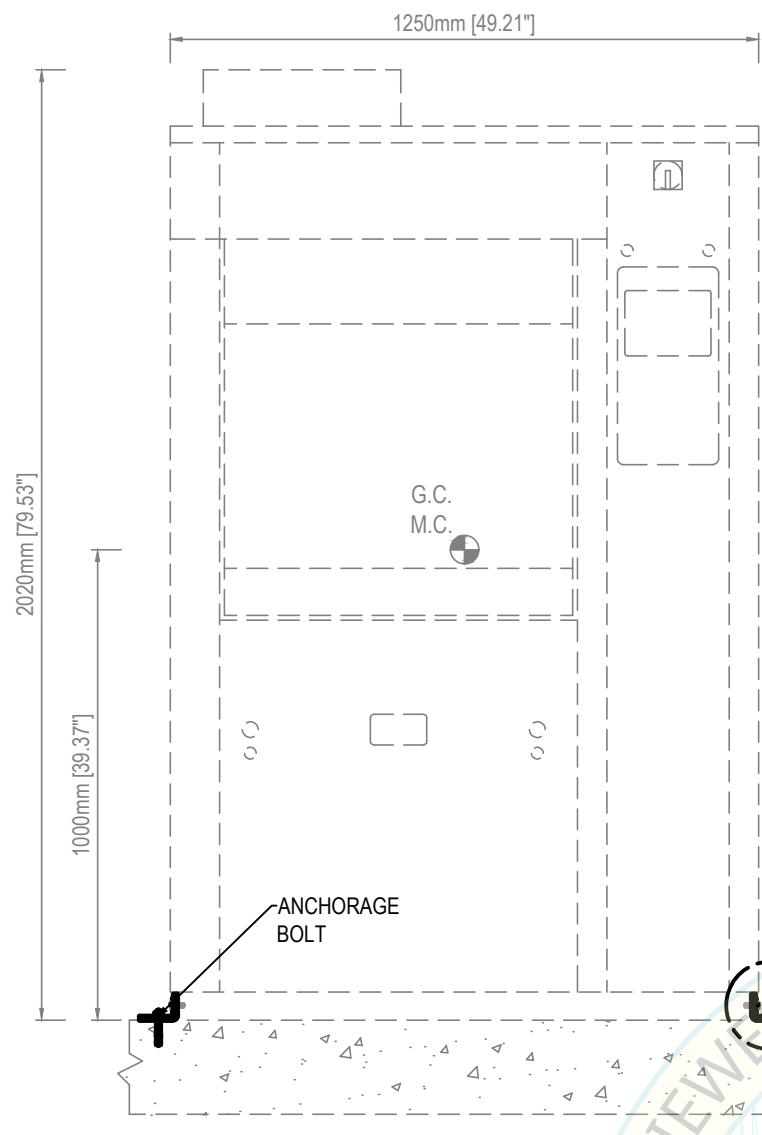 1250mm [49.21"]
2020mm [79.53"]
G.C.
M.C.
1000mm [39.37"]
ANCHORAGE
BOLT